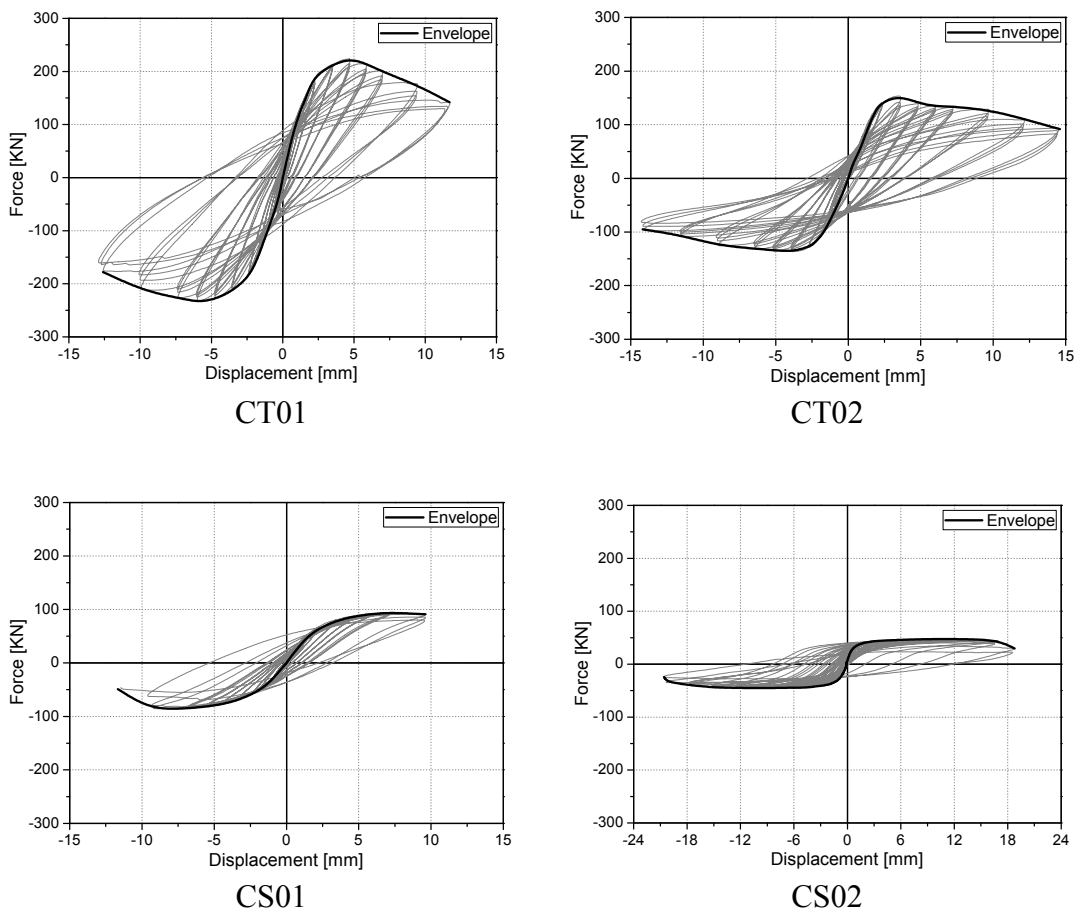 300
200
100
0
-100
-200
-300
Force [KN]
-15 -10 -5 0 5 10 15
Displacement [mm]
Envelope
CT01
300
200
100
0
-100
-200
-300
Force [KN]
-15 -10 -5 0 5 10 15
Displacement [mm]
Envelope
CT02
300
200
100
0
-100
-200
-300
Force [KN]
-15 -10 -5 0 5 10 15
Displacement [mm]
Envelope
CS01
300
200
100
0
-100
-200
-300
Force [KN]
-24 -18 -12 -6 0 6 12 18 24
Displacement [mm]
Envelope
CS02